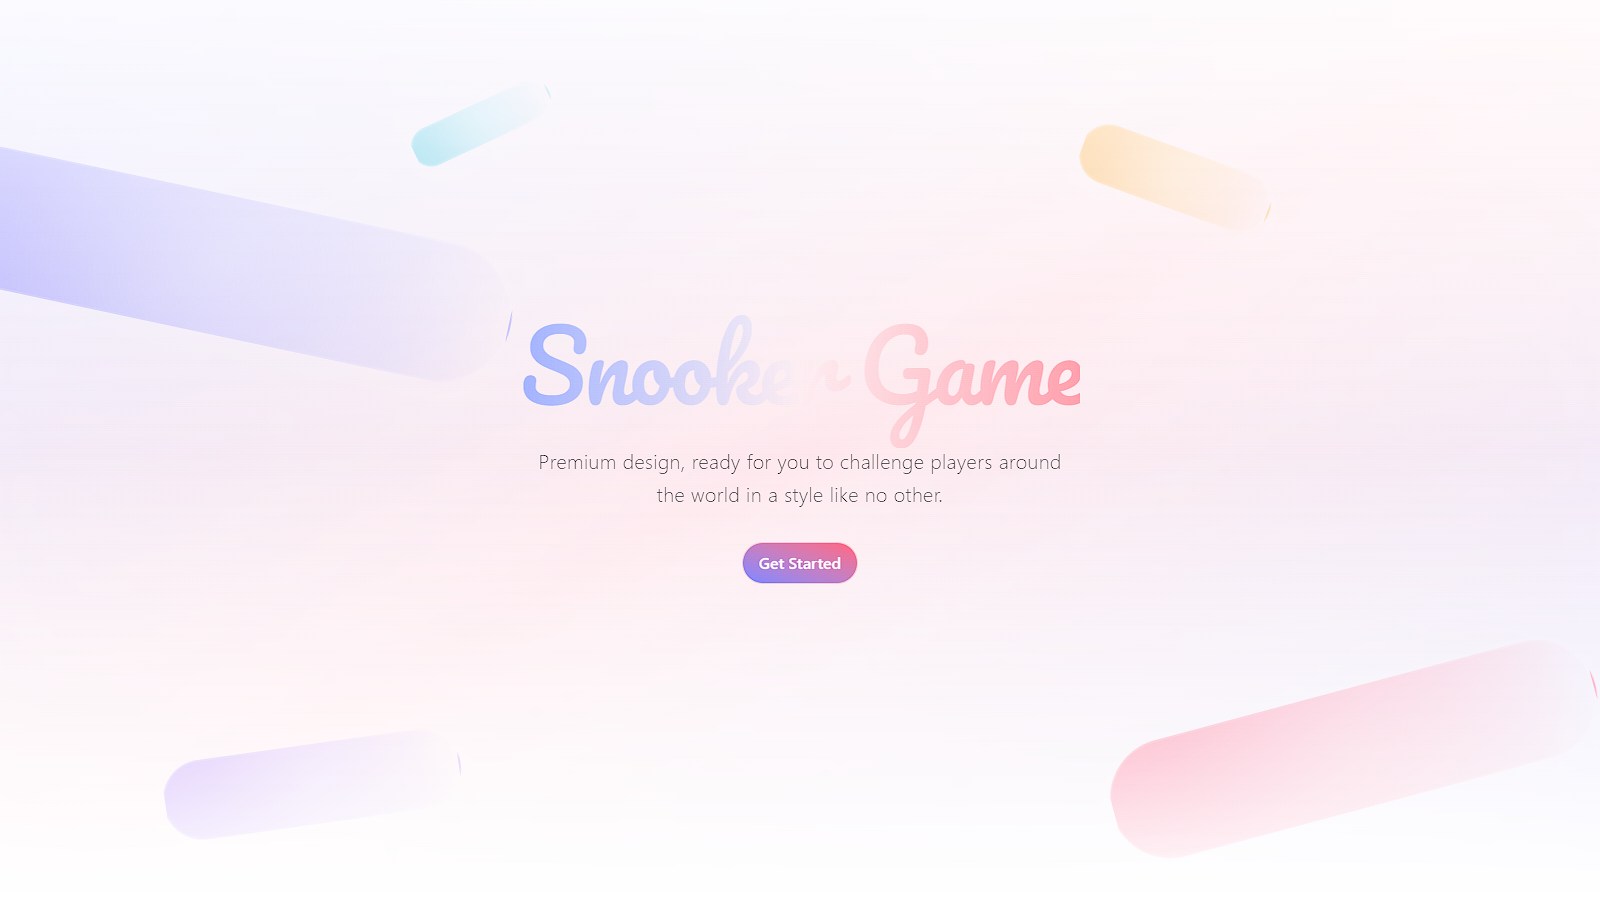 Snooker Game
Premium design, ready for you to challenge players around
the world in a style like no other.
Get Started